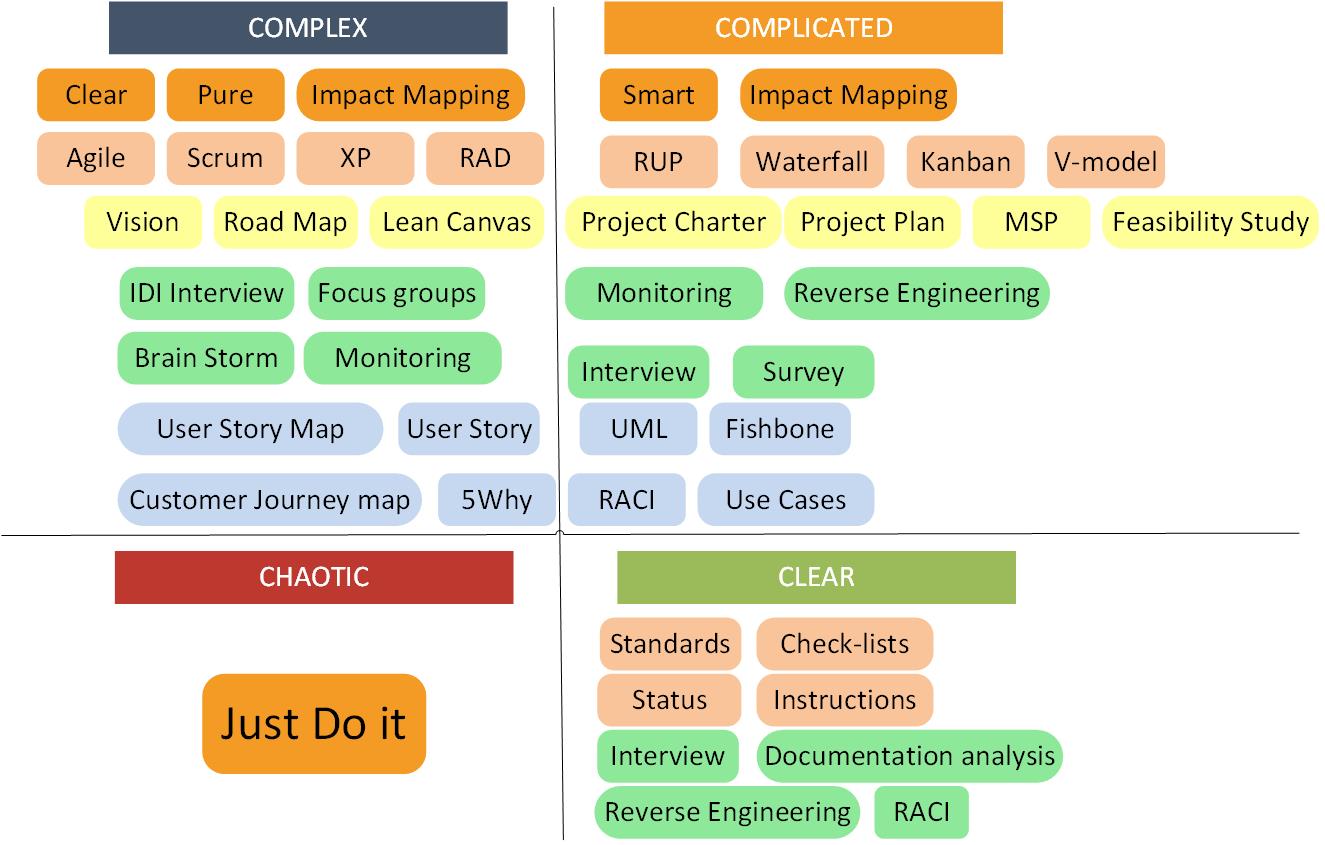 COMPLEX
Clear Pure Impact Mapping
Agile Scrum XP RAD
Vision Road Map Lean Canvas
IDI Interview Focus groups
Brain Storm Monitoring
User Story Map User Story
Customer Journey map 5Why
COMPLICATED
Smart Impact Mapping
RUP Waterfall Kanban V-model
Project Charter Project Plan MSP Feasibility Study
Monitoring Reverse Engineering
Interview Survey
UML Fishbone
RACI Use Cases
CHAOTIC
Just Do it
CLEAR
Standards Check-lists
Status Instructions
Interview Documentation analysis
Reverse Engineering RACI